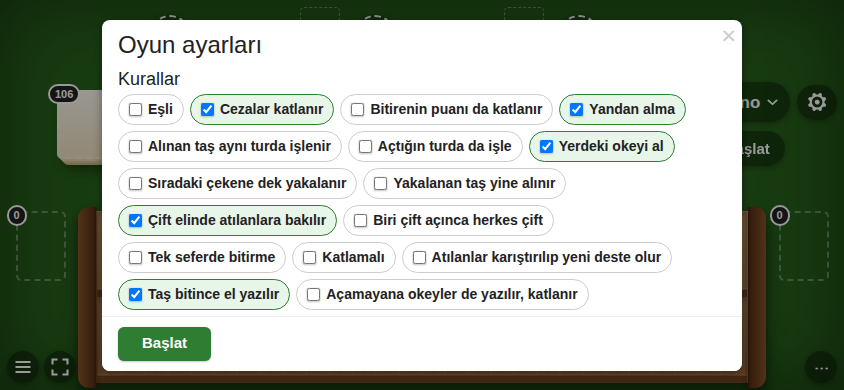 Oyun ayarları
×
Kurallar
106
Eşli Cezalar katlanır Bitirenin puanı da katlanır Yandan alma
no
Alınan taş aynı turda işlenir Açtığın turda da işle Yerdeki okeyi al
şlat
Sıradaki çekene dek yakalanır Yakalanan taş yine alınır
0 Çift elinde atılanlara bakılır Biri çift açınca herkes çift 0
Tek seferde bitirme Katlamalı Atılanlar karıştırılıp yeni deste olur
Taş bitince el yazılır Açamayana okeyler de yazılır, katlanır
Başlat
...